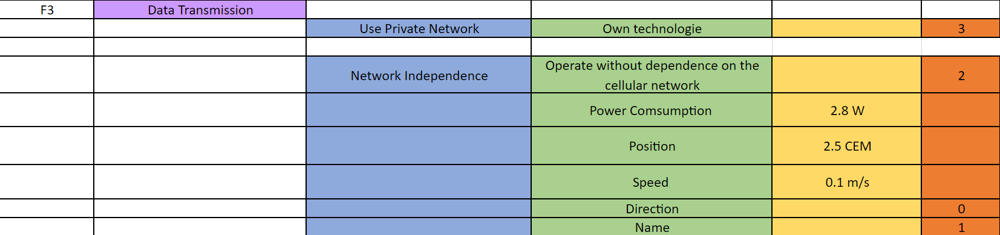 F3 Data Transmission
Use Private Network Own technologie 3
Network Independence Operate without dependence on the cellular network 2
Power Comsumption 2.8 W
Position 2.5 CEM
Speed 0.1 m/s
Direction 0
Name 1